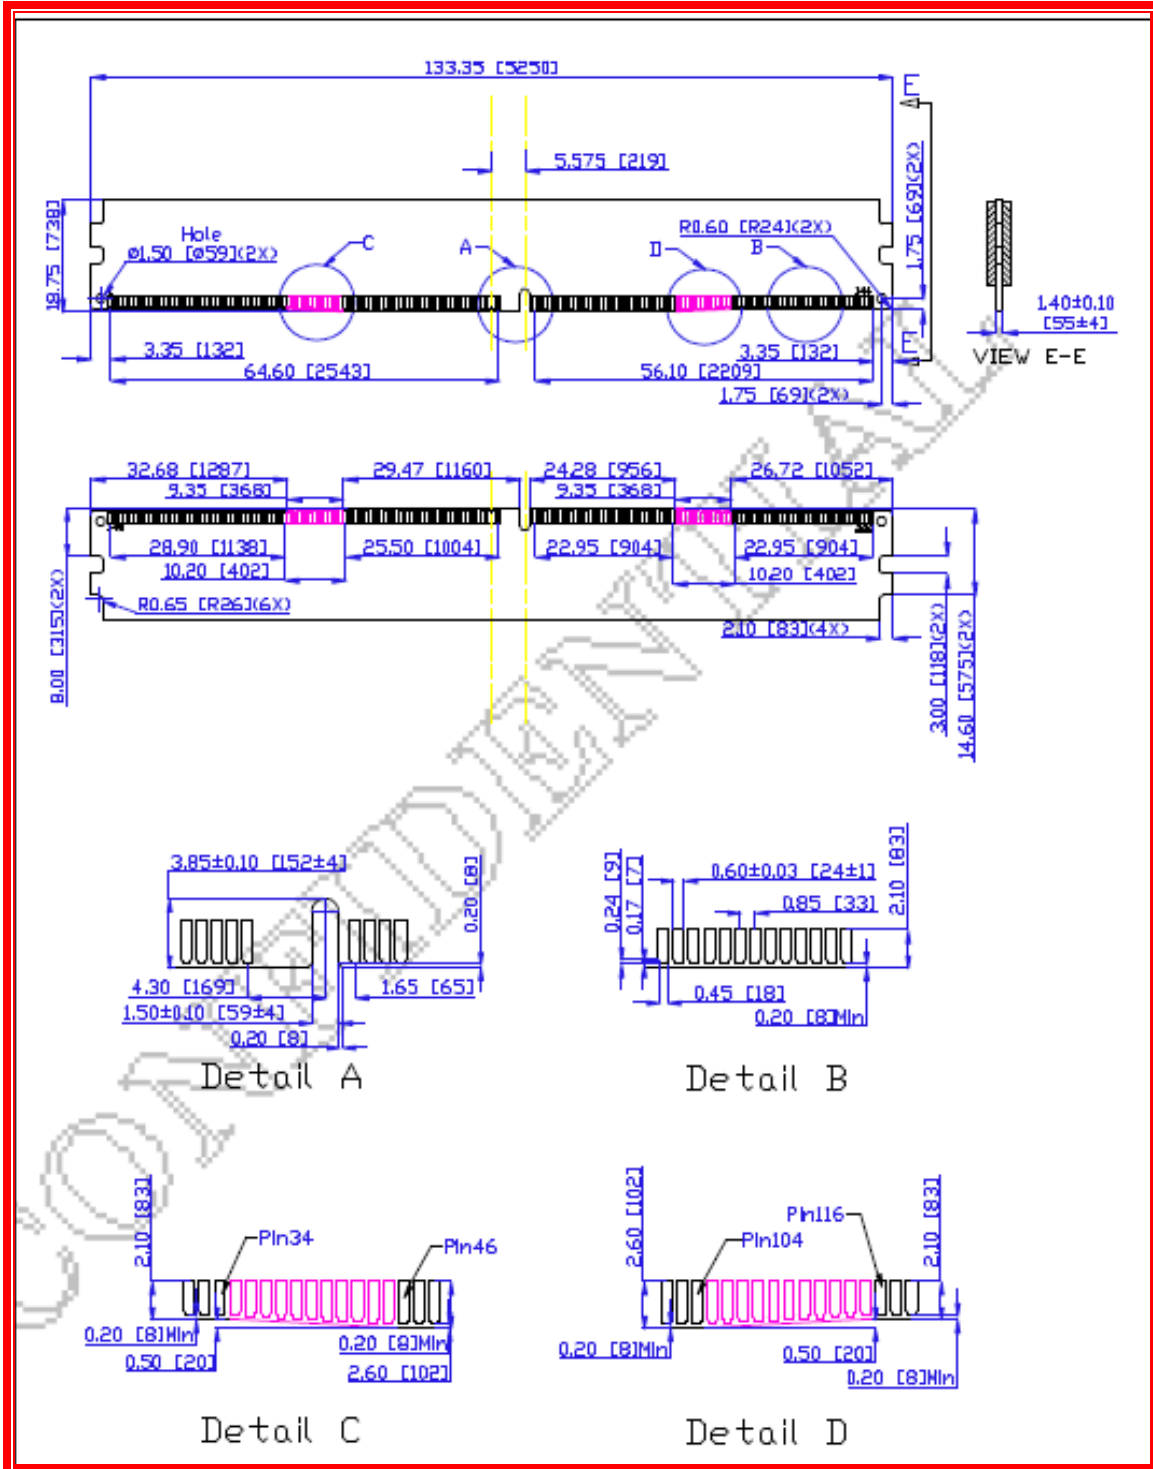 133.35 [5250]
E
5.575 [219]
18.75 [738]
Hole
ø1.50 [ø59](2X)
C
A
D
B
R0.60 [R24](2X)
1.75 [69](2X)
1.40±0.10
[55±4]
VIEW E-E
3.35 [132]
64.60 [2543]
56.10 [2209]
3.35 [132]
E
1.75 [69](2X)
32.68 [1287]
29.47 [1160]
24.28 [956]
26.72 [1052]
9.35 [368]
9.35 [368]
28.90 [1138]
25.50 [1004]
22.95 [904]
22.95 [904]
10.20 [402]
10.20 [402]
R0.65 [R26](6X)
2.10 [83](4X)
8.00 [315](2X)
3.00 [118](2X)
14.60 [575](2X)
CONFIDENTIAL
3.85±0.10 [152±4]
0.20 [8]
4.30 [169]
1.65 [65]
1.50±0.10 [59±4]
0.20 [8]
Detail A
0.24 [9]
0.17 [7]
0.60±0.03 [24±1]
0.85 [33]
2.10 [83]
0.45 [18]
0.20 [8]Min
Detail B
2.10 [83]
Pin34
Pin46
0.20 [8]Min
0.50 [20]
0.20 [8]Min
2.60 [102]
Detail C
2.60 [102]
Pin116
Pin104
2.10 [83]
0.20 [8]Min
0.50 [20]
0.20 [8]Min
Detail D